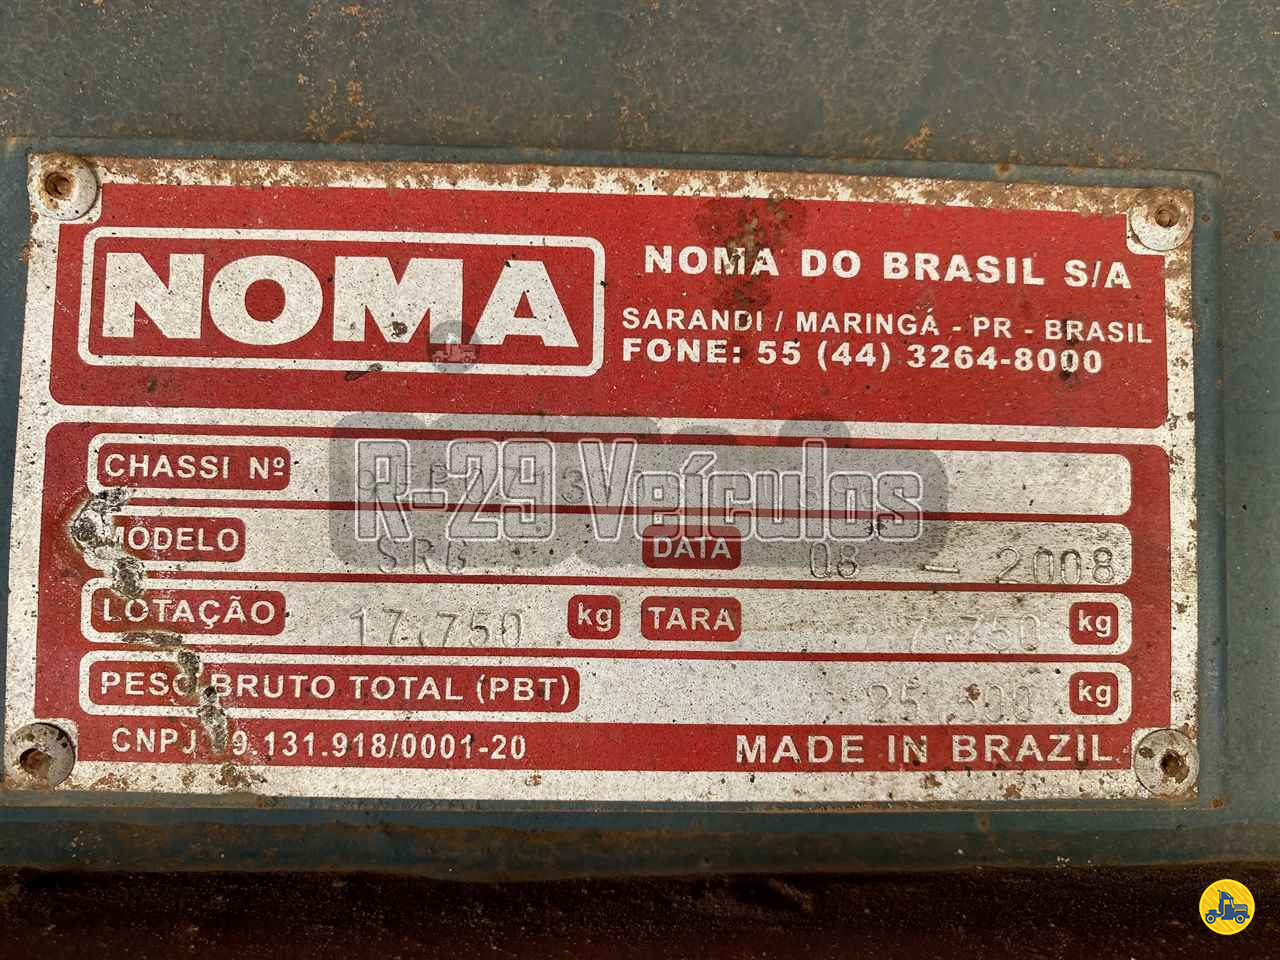 NOMA
NOMA DO BRASIL S/A
SARANDI / MARINGÁ - PR - BRASIL
FONE: 55 (44) 3264-8000
CHASSI Nº
R-29 Veículos
MODELO SRG DATA 08 - 2008
LOTAÇÃO 17.750 kg TARA 7.750 kg
PESO BRUTO TOTAL (PBT) kg
CNPJ 9.131.918/0001-20 MADE IN BRAZIL